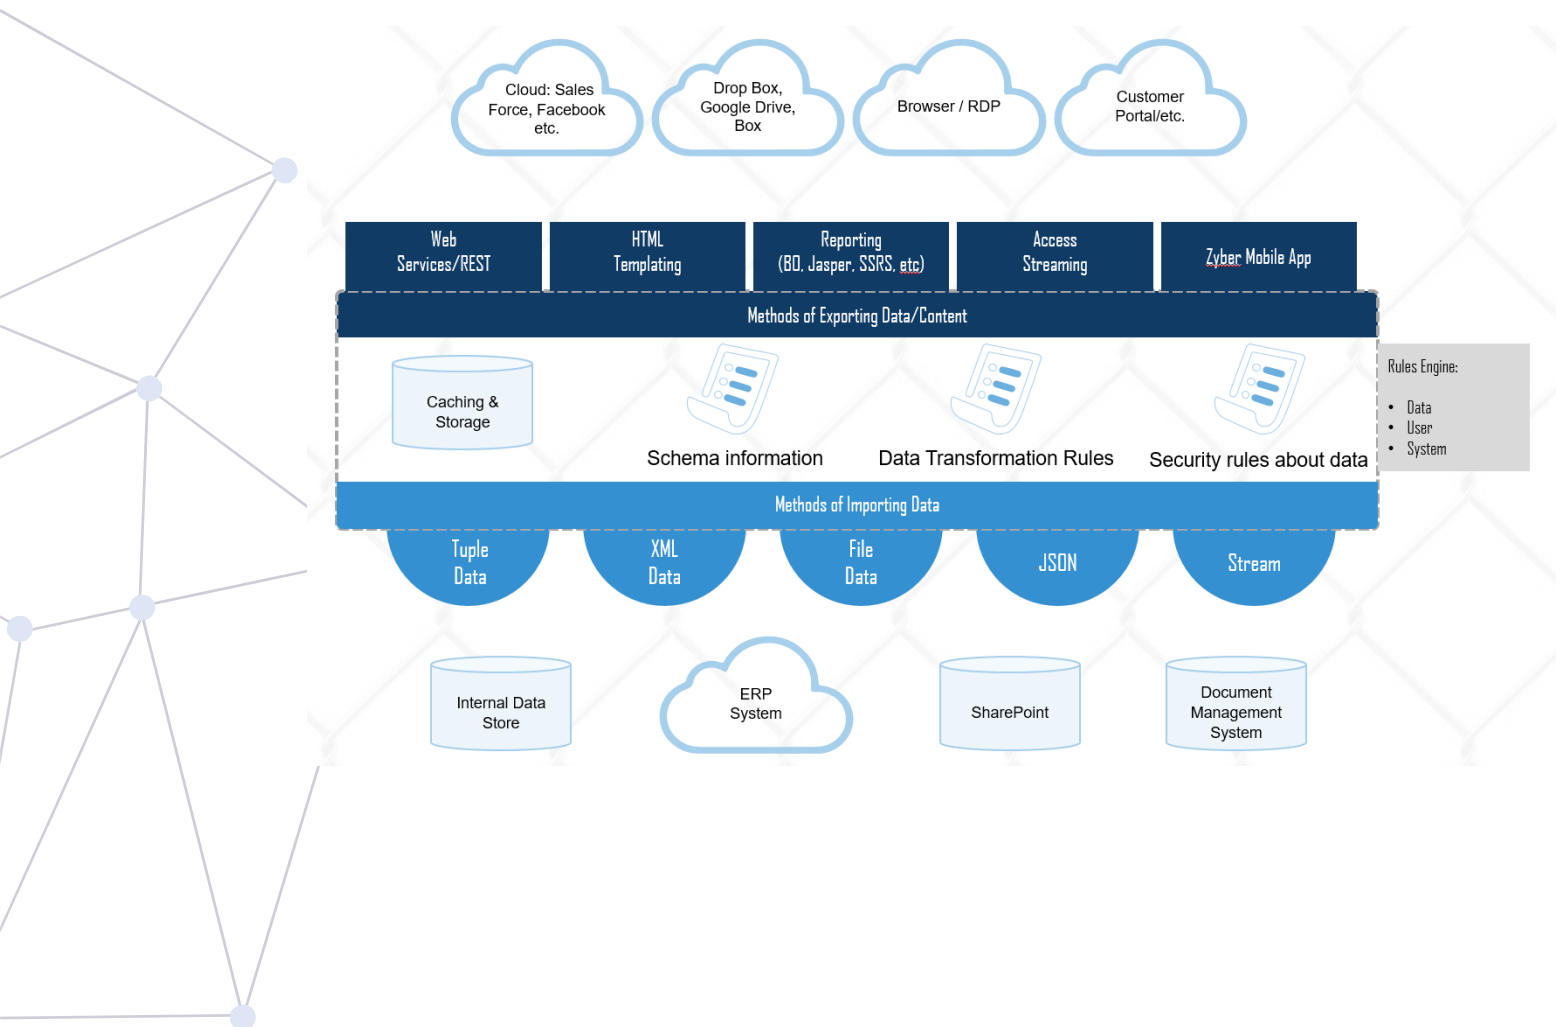 Cloud: Sales
Force, Facebook
etc.
Drop Box,
Google Drive,
Box
Browser / RDP
Customer
Portal/etc.
Web
Services/REST
HTML
Templating
Reporting
(BO, Jasper, SSRS, etc)
Access
Streaming
Zyber Mobile App
Methods of Exporting Data/Content
Caching &
Storage
Schema information
Data Transformation Rules
Security rules about data
Rules Engine:
• Data
• User
• System
Methods of Importing Data
Tuple
Data
XML
Data
File
Data
JSON
Stream
Internal Data
Store
ERP
System
SharePoint
Document
Management
System